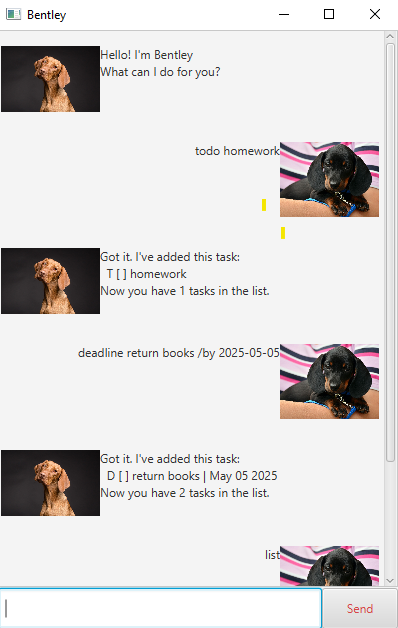 Bentley
Hello! I'm Bentley
What can I do for you?
todo homework
Got it. I've added this task:
T [ ] homework
Now you have 1 tasks in the list.
deadline return books /by 2025-05-05
Got it. I've added this task:
D [ ] return books | May 05 2025
Now you have 2 tasks in the list.
list
Send